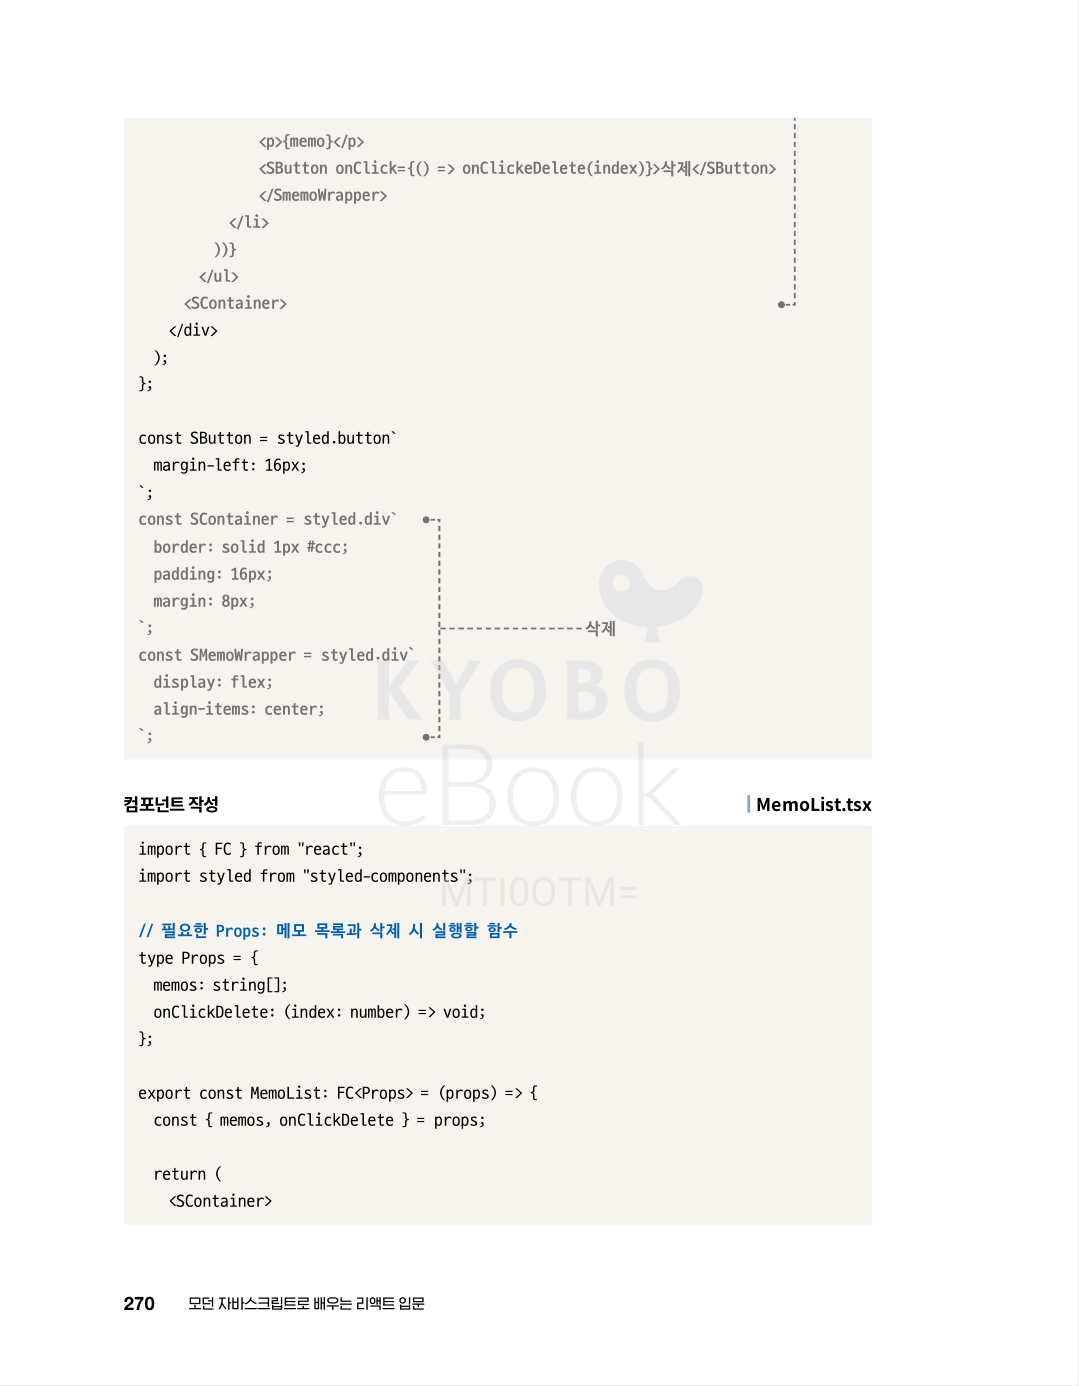 <p>{memo}</p>
<SButton onClick={() => onClickeDelete(index)}>삭제</SButton>
</SmemoWrapper>
</li>
))}
</ul>
<SContainer>
</div>
);
};
const SButton = styled.button`
margin-left: 16px;
`;
const SContainer = styled.div`
border: solid 1px #ccc;
padding: 16px;
margin: 8px;
`;
삭제
const SMemoWrapper = styled.div`
display: flex;
align-items: center;
`;
KYOBO
eBook
컴포넌트 작성
MemoList.tsx
import { FC } from "react";
import styled from "styled-components";
MTI0OTM=
// 필요한 Props: 메모 목록과 삭제 시 실행할 함수
type Props = {
memos: string[];
onClickDelete: (index: number) => void;
};
export const MemoList: FC<Props> = (props) => {
const { memos, onClickDelete } = props;
return (
<SContainer>
270 모던 자바스크립트로 배우는 리액트 입문